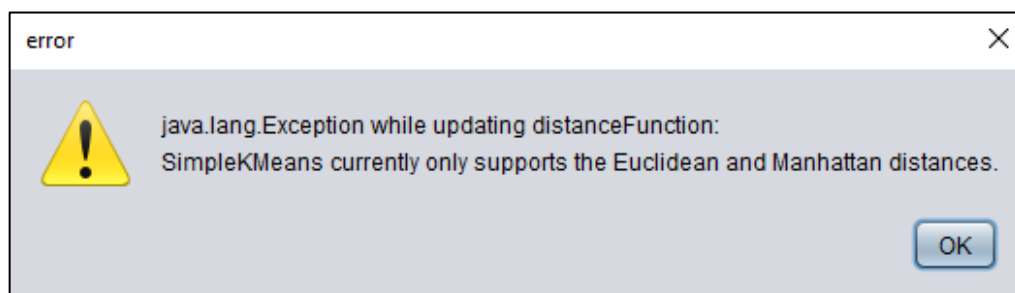 error
java.lang.Exception while updating distanceFunction:
SimpleKMeans currently only supports the Euclidean and Manhattan distances.
OK